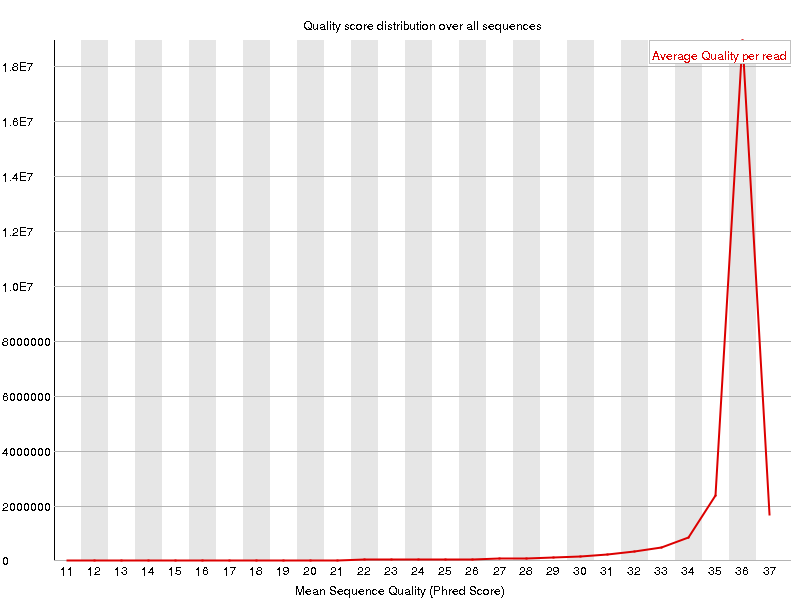 Quality score distribution over all sequences
Average Quality per read
1.8E7
1.6E7
1.4E7
1.2E7
1.0E7
8000000
6000000
4000000
2000000
0
11 12 13 14 15 16 17 18 19 20 21 22 23 24 25 26 27 28 29 30 31 32 33 34 35 36 37
Mean Sequence Quality (Phred Score)